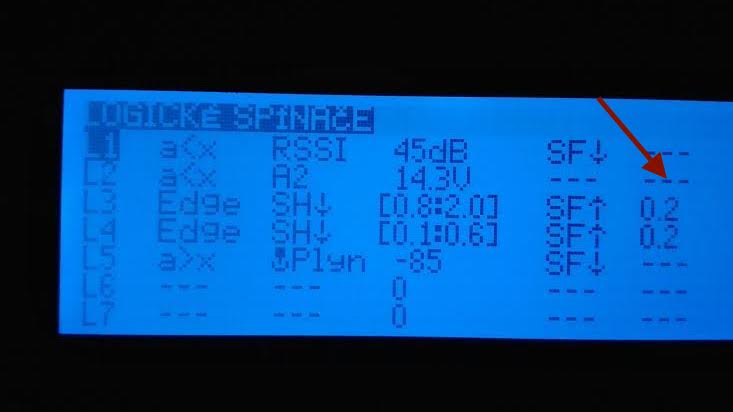 LOGICKé SPíNAČE
L1 a<x RSSI 45dB SF↓ ---
L2 a<x A2 14.3V --- ---
L3 Edge SH↓ [0.8:2.0] SF↑ 0.2
L4 Edge SH↓ [0.1:0.6] SF↑ 0.2
L5 a>x Plyn -85 SF↓ ---
L6 --- --- 0 --- ---
L7 --- --- 0 --- ---